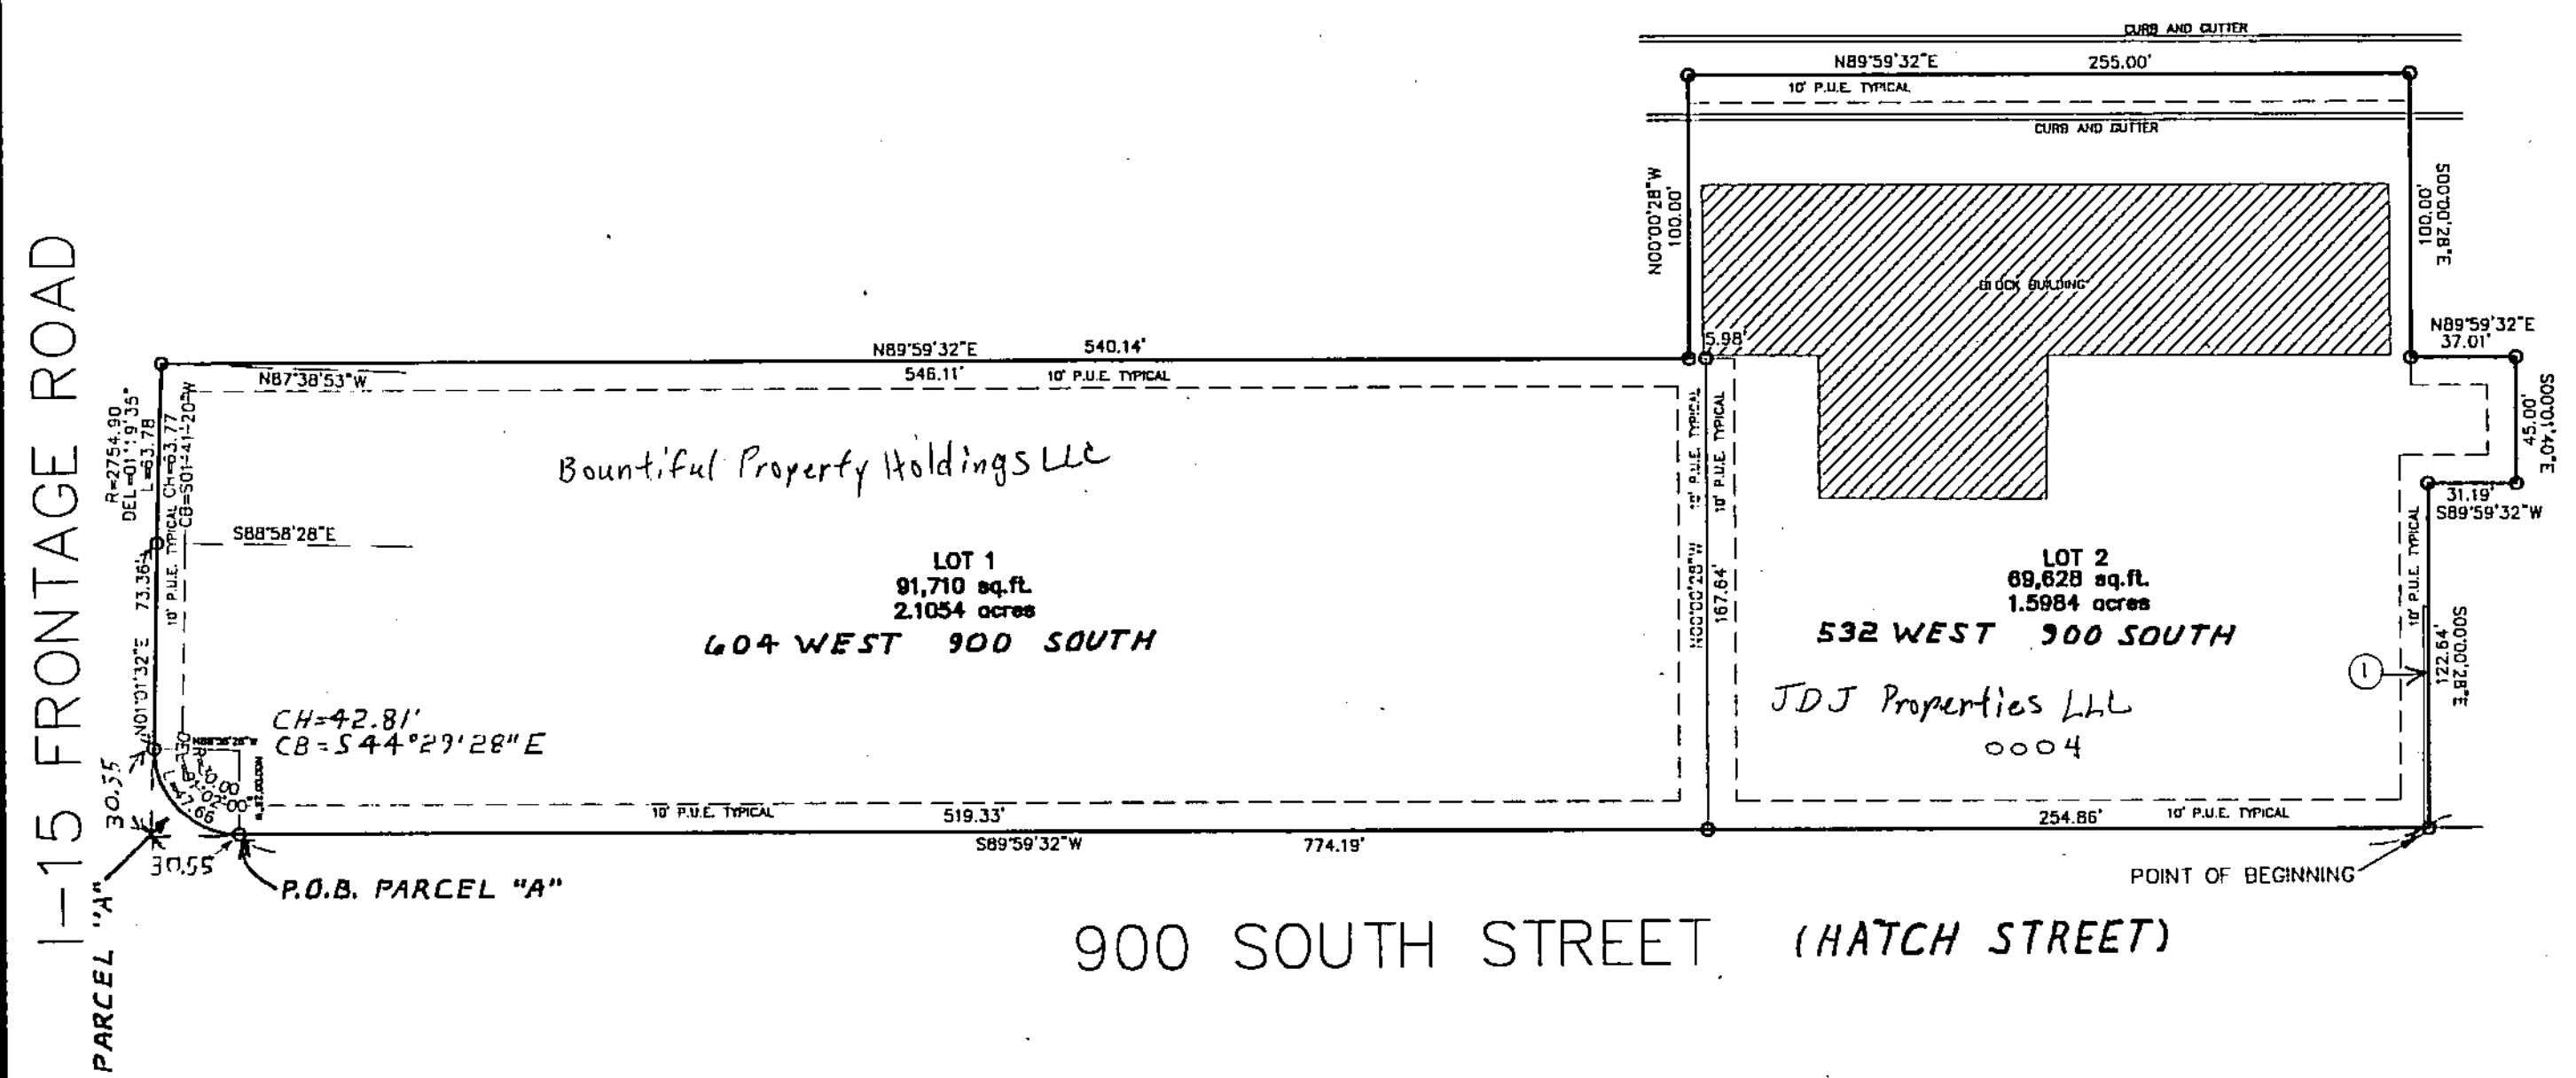 CURB AND GUTTER
N89°59'32"E 255.00'
10' P.U.E. TYPICAL
CURB AND GUTTER
N00°00'28"W
100.00'
S00°00'28"E
100.00'
BLOCK BUILDING
N89°59'32"E
37.01'
5.98'
N89°59'32"E 540.14'
N87°38'53"W
546.11' 10' P.U.E. TYPICAL
I-15 FRONTAGE ROAD
R=2754.90
DEL=01°19'35"
L=63.78
10' P.U.E. TYPICAL
CH=63.77
CB=S01-41-20W
S00°01'40"E
45.00'
31.19'
S89°59'32"W
Bountiful Property Holdings LLC
10' P.U.E. TYPICAL
10' P.U.E. TYPICAL
N00°00'28"W
167.64'
S88°58'28"E
73.36'
N01°01'32"E
LOT 1
91,710 sq.ft.
2.1054 acres
604 WEST 900 SOUTH
LOT 2
69,628 sq.ft.
1.5984 acres
532 WEST 900 SOUTH
10' P.U.E. TYPICAL
S00°00'28"E
122.64'
1
JDJ Properties LLC
0004
CH=42.81'
CB=S44°29'28"E
L=47.66
30.55
30.55
10' P.U.E. TYPICAL
519.33'
254.86' 10' P.U.E. TYPICAL
S89°59'32"W 774.19'
P.O.B. PARCEL "A"
POINT OF BEGINNING
PARCEL "A"
900 SOUTH STREET (HATCH STREET)